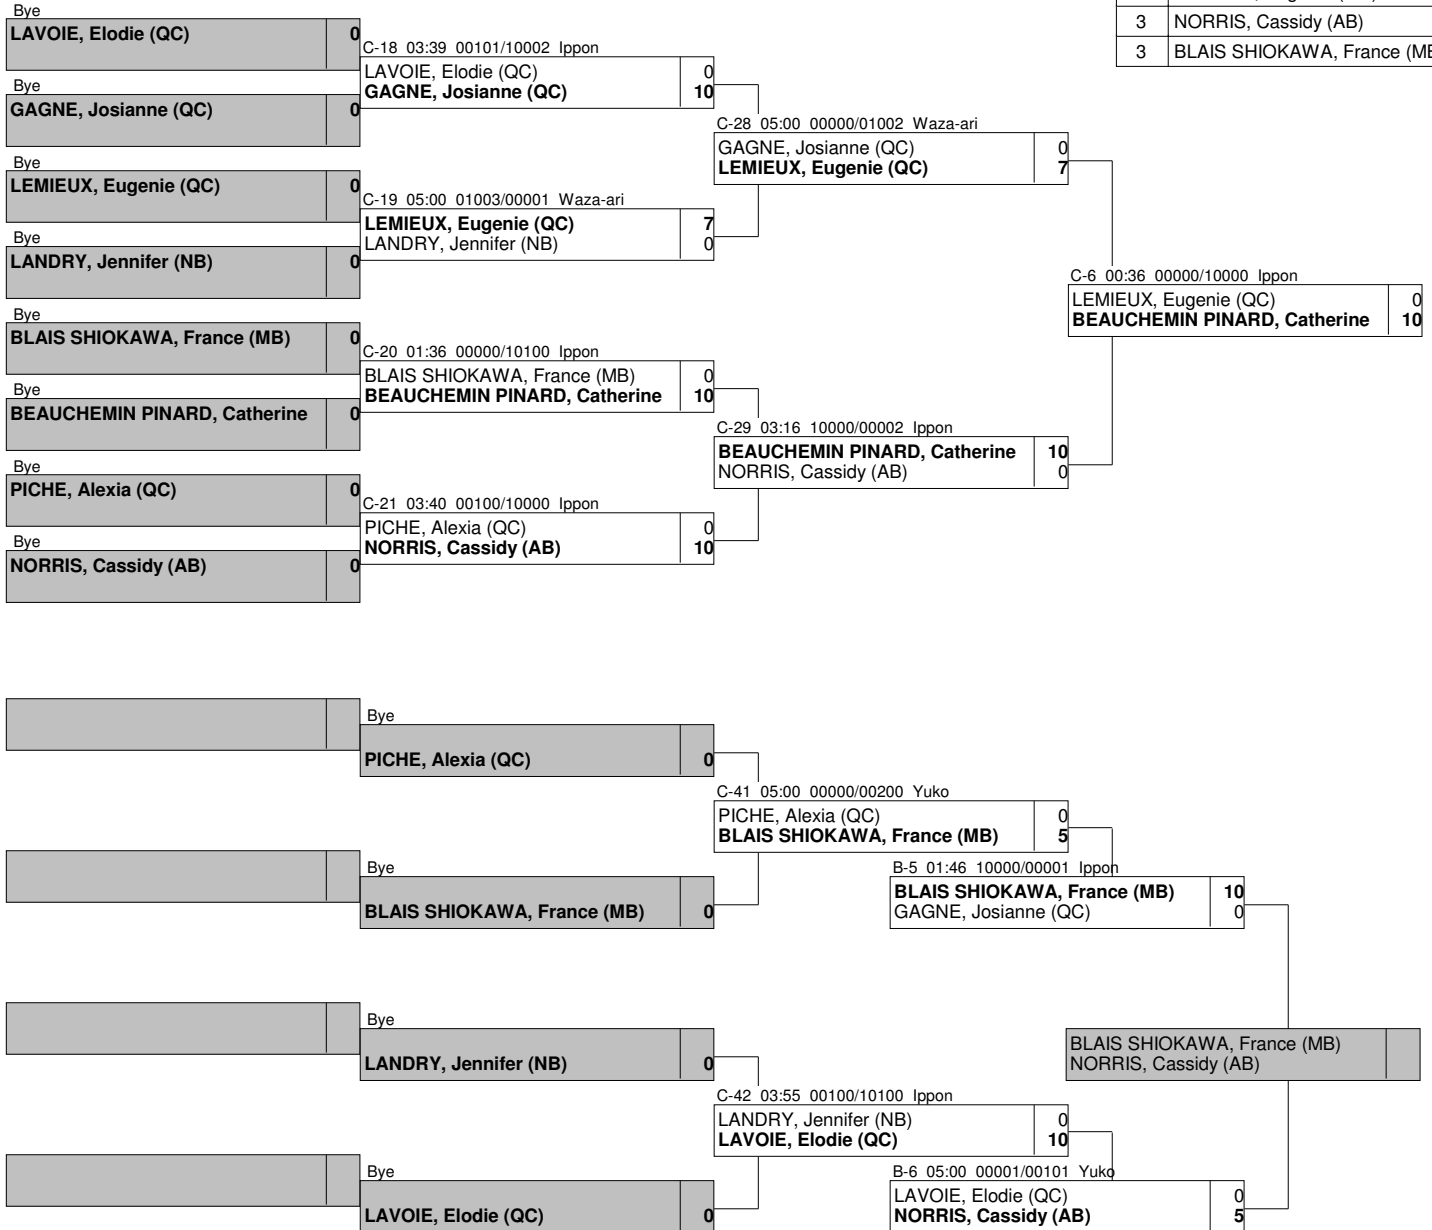 3 NORRIS, Cassidy (AB)
3 BLAIS SHIOKAWA, France (MB
Bye
LAVOIE, Elodie (QC) 0
Bye
GAGNE, Josianne (QC) 0
Bye
LEMIEUX, Eugenie (QC) 0
Bye
LANDRY, Jennifer (NB) 0
Bye
BLAIS SHIOKAWA, France (MB) 0
Bye
BEAUCHEMIN PINARD, Catherine 0
Bye
PICHE, Alexia (QC) 0
Bye
NORRIS, Cassidy (AB) 0
C-18 03:39 00101/10002 Ippon
LAVOIE, Elodie (QC) 0
GAGNE, Josianne (QC) 10
C-19 05:00 01003/00001 Waza-ari
LEMIEUX, Eugenie (QC) 7
LANDRY, Jennifer (NB) 0
C-20 01:36 00000/10100 Ippon
BLAIS SHIOKAWA, France (MB) 0
BEAUCHEMIN PINARD, Catherine 10
C-21 03:40 00100/10000 Ippon
PICHE, Alexia (QC) 0
NORRIS, Cassidy (AB) 10
C-28 05:00 00000/01002 Waza-ari
GAGNE, Josianne (QC) 0
LEMIEUX, Eugenie (QC) 7
C-29 03:16 10000/00002 Ippon
BEAUCHEMIN PINARD, Catherine 10
NORRIS, Cassidy (AB) 0
C-6 00:36 00000/10000 Ippon
LEMIEUX, Eugenie (QC) 0
BEAUCHEMIN PINARD, Catherine 10
Bye
PICHE, Alexia (QC) 0
Bye
BLAIS SHIOKAWA, France (MB) 0
C-41 05:00 00000/00200 Yuko
PICHE, Alexia (QC) 0
BLAIS SHIOKAWA, France (MB) 5
B-5 01:46 10000/00001 Ippon
BLAIS SHIOKAWA, France (MB) 10
GAGNE, Josianne (QC) 0
Bye
LANDRY, Jennifer (NB) 0
Bye
LAVOIE, Elodie (QC) 0
C-42 03:55 00100/10100 Ippon
LANDRY, Jennifer (NB) 0
LAVOIE, Elodie (QC) 10
B-6 05:00 00001/00101 Yuko
LAVOIE, Elodie (QC) 0
NORRIS, Cassidy (AB) 5
BLAIS SHIOKAWA, France (MB)
NORRIS, Cassidy (AB)